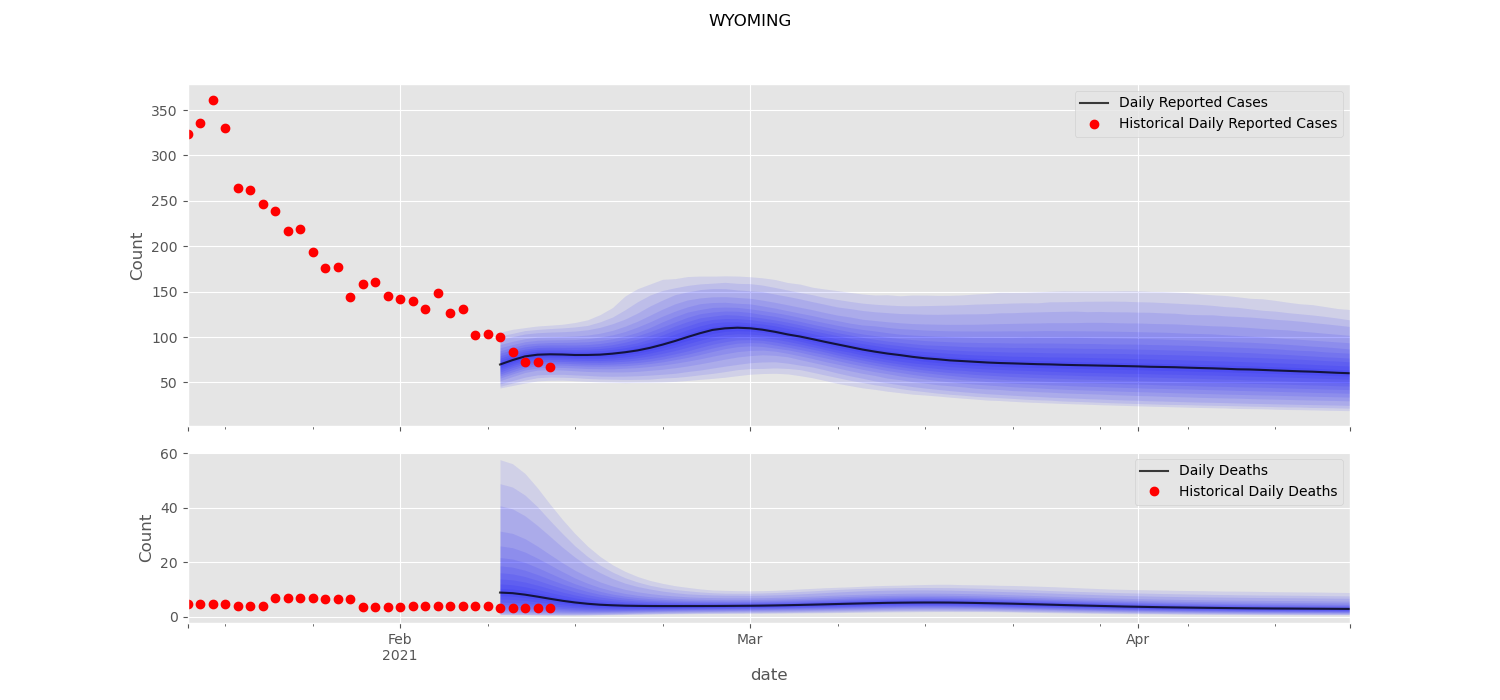 WYOMING
350
300
250
200
150
100
50
Count
Daily Reported Cases
Historical Daily Reported Cases
60
40
20
0
Count
Daily Deaths
Historical Daily Deaths
Feb
2021
Mar
Apr
date